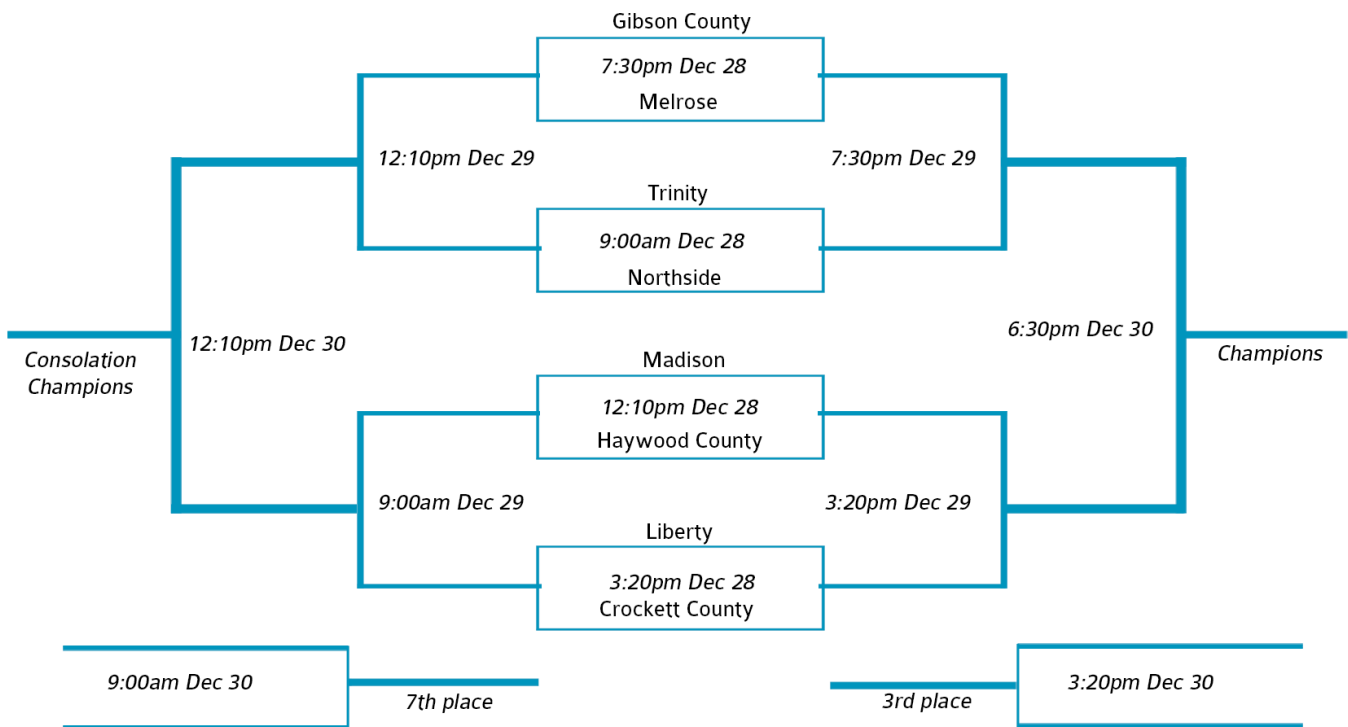 Gibson County
7:30pm Dec 28
Melrose
12:10pm Dec 29
7:30pm Dec 29
Trinity
9:00am Dec 28
Northside
12:10pm Dec 30
6:30pm Dec 30
Consolation
Champions
Champions
Madison
12:10pm Dec 28
Haywood County
9:00am Dec 29
3:20pm Dec 29
Liberty
3:20pm Dec 28
Crockett County
9:00am Dec 30
7th place
3rd place
3:20pm Dec 30